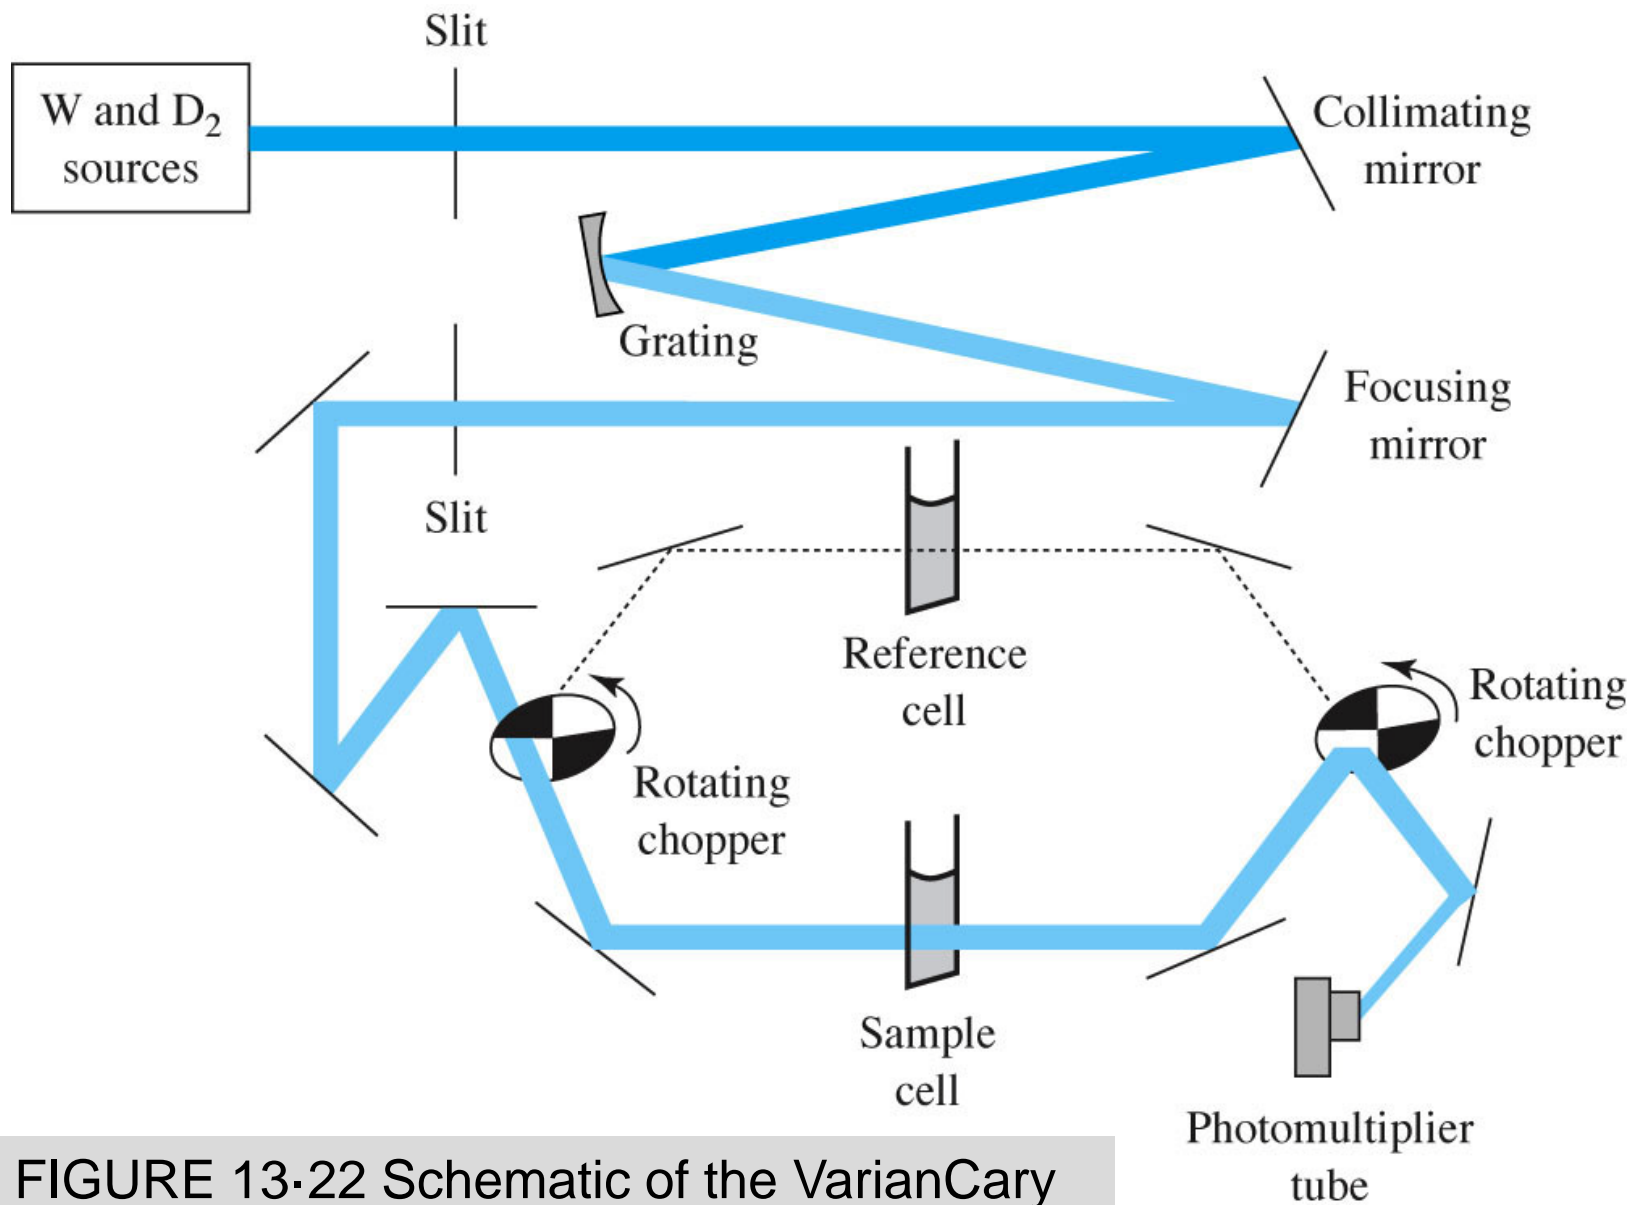 Slit
W and D₂
sources
Collimating
mirror
Grating
Focusing
mirror
Slit
Reference
cell
Rotating
chopper
Rotating
chopper
Sample
cell
Photomultiplier
tube
FIGURE 13·22 Schematic of the VarianCary